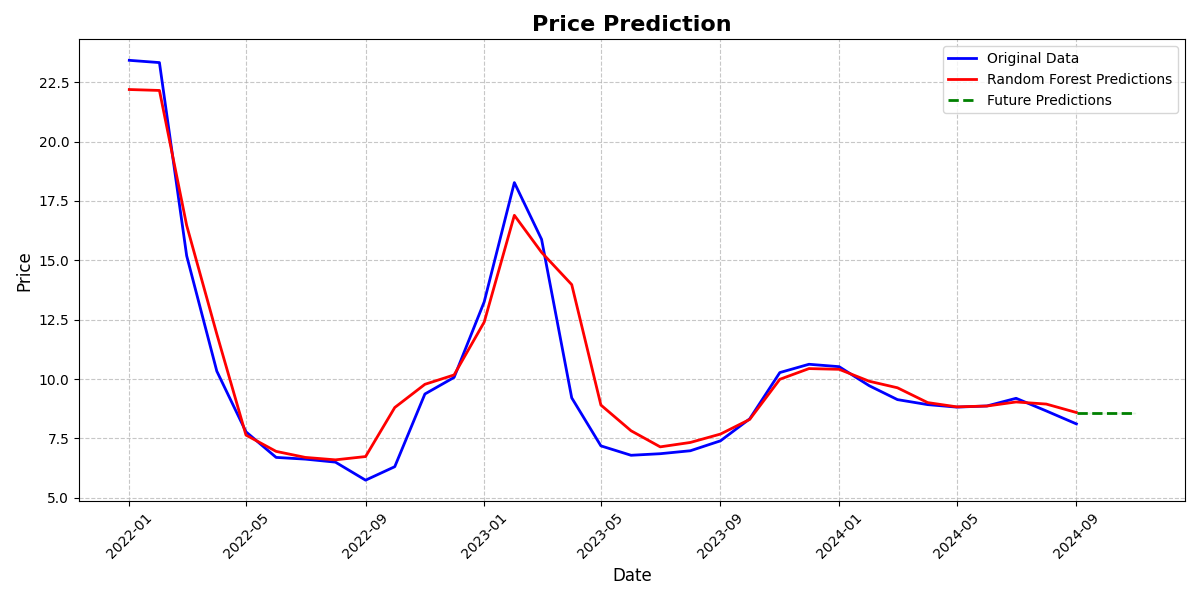 Price Prediction
Original Data
Random Forest Predictions
Future Predictions
Price
22.5
20.0
17.5
15.0
12.5
10.0
7.5
5.0
2022-01
2022-05
2022-09
2023-01
2023-05
2023-09
2024-01
2024-05
2024-09
Date